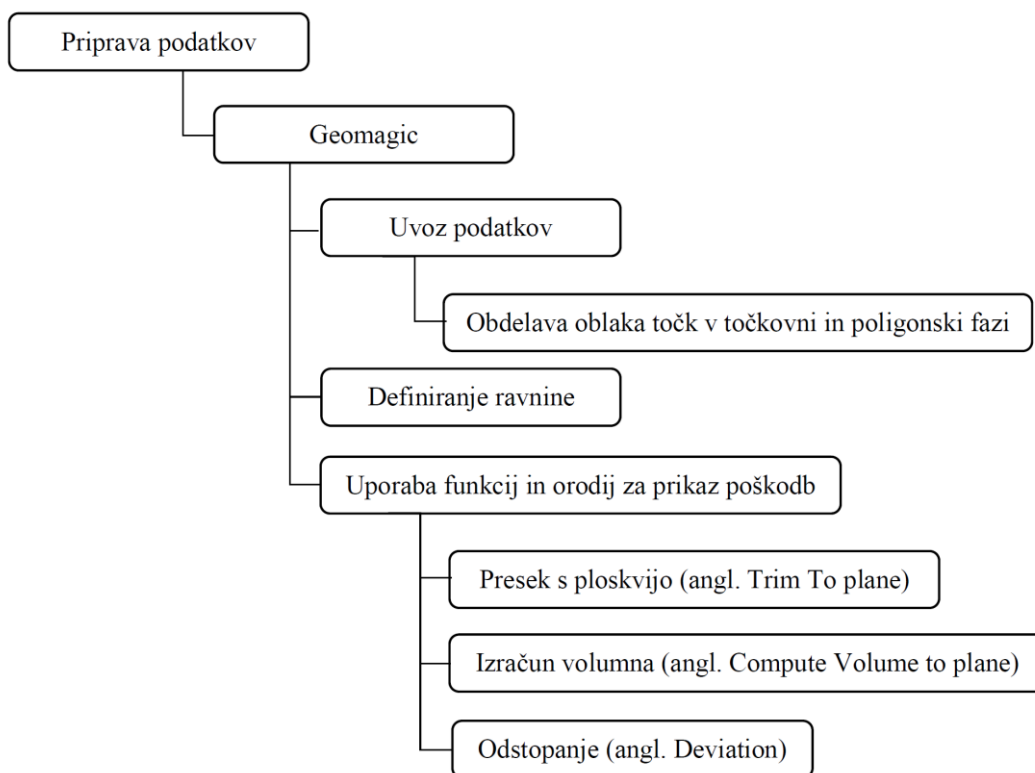 Priprava podatkov
Geomagic
Uvoz podatkov
Obdelava oblaka točk v točkovni in poligonski fazi
Definiranje ravnine
Uporaba funkcij in orodij za prikaz poškodb
Presek s ploskvijo (angl. Trim To plane)
Izračun volumna (angl. Compute Volume to plane)
Odstopanje (angl. Deviation)